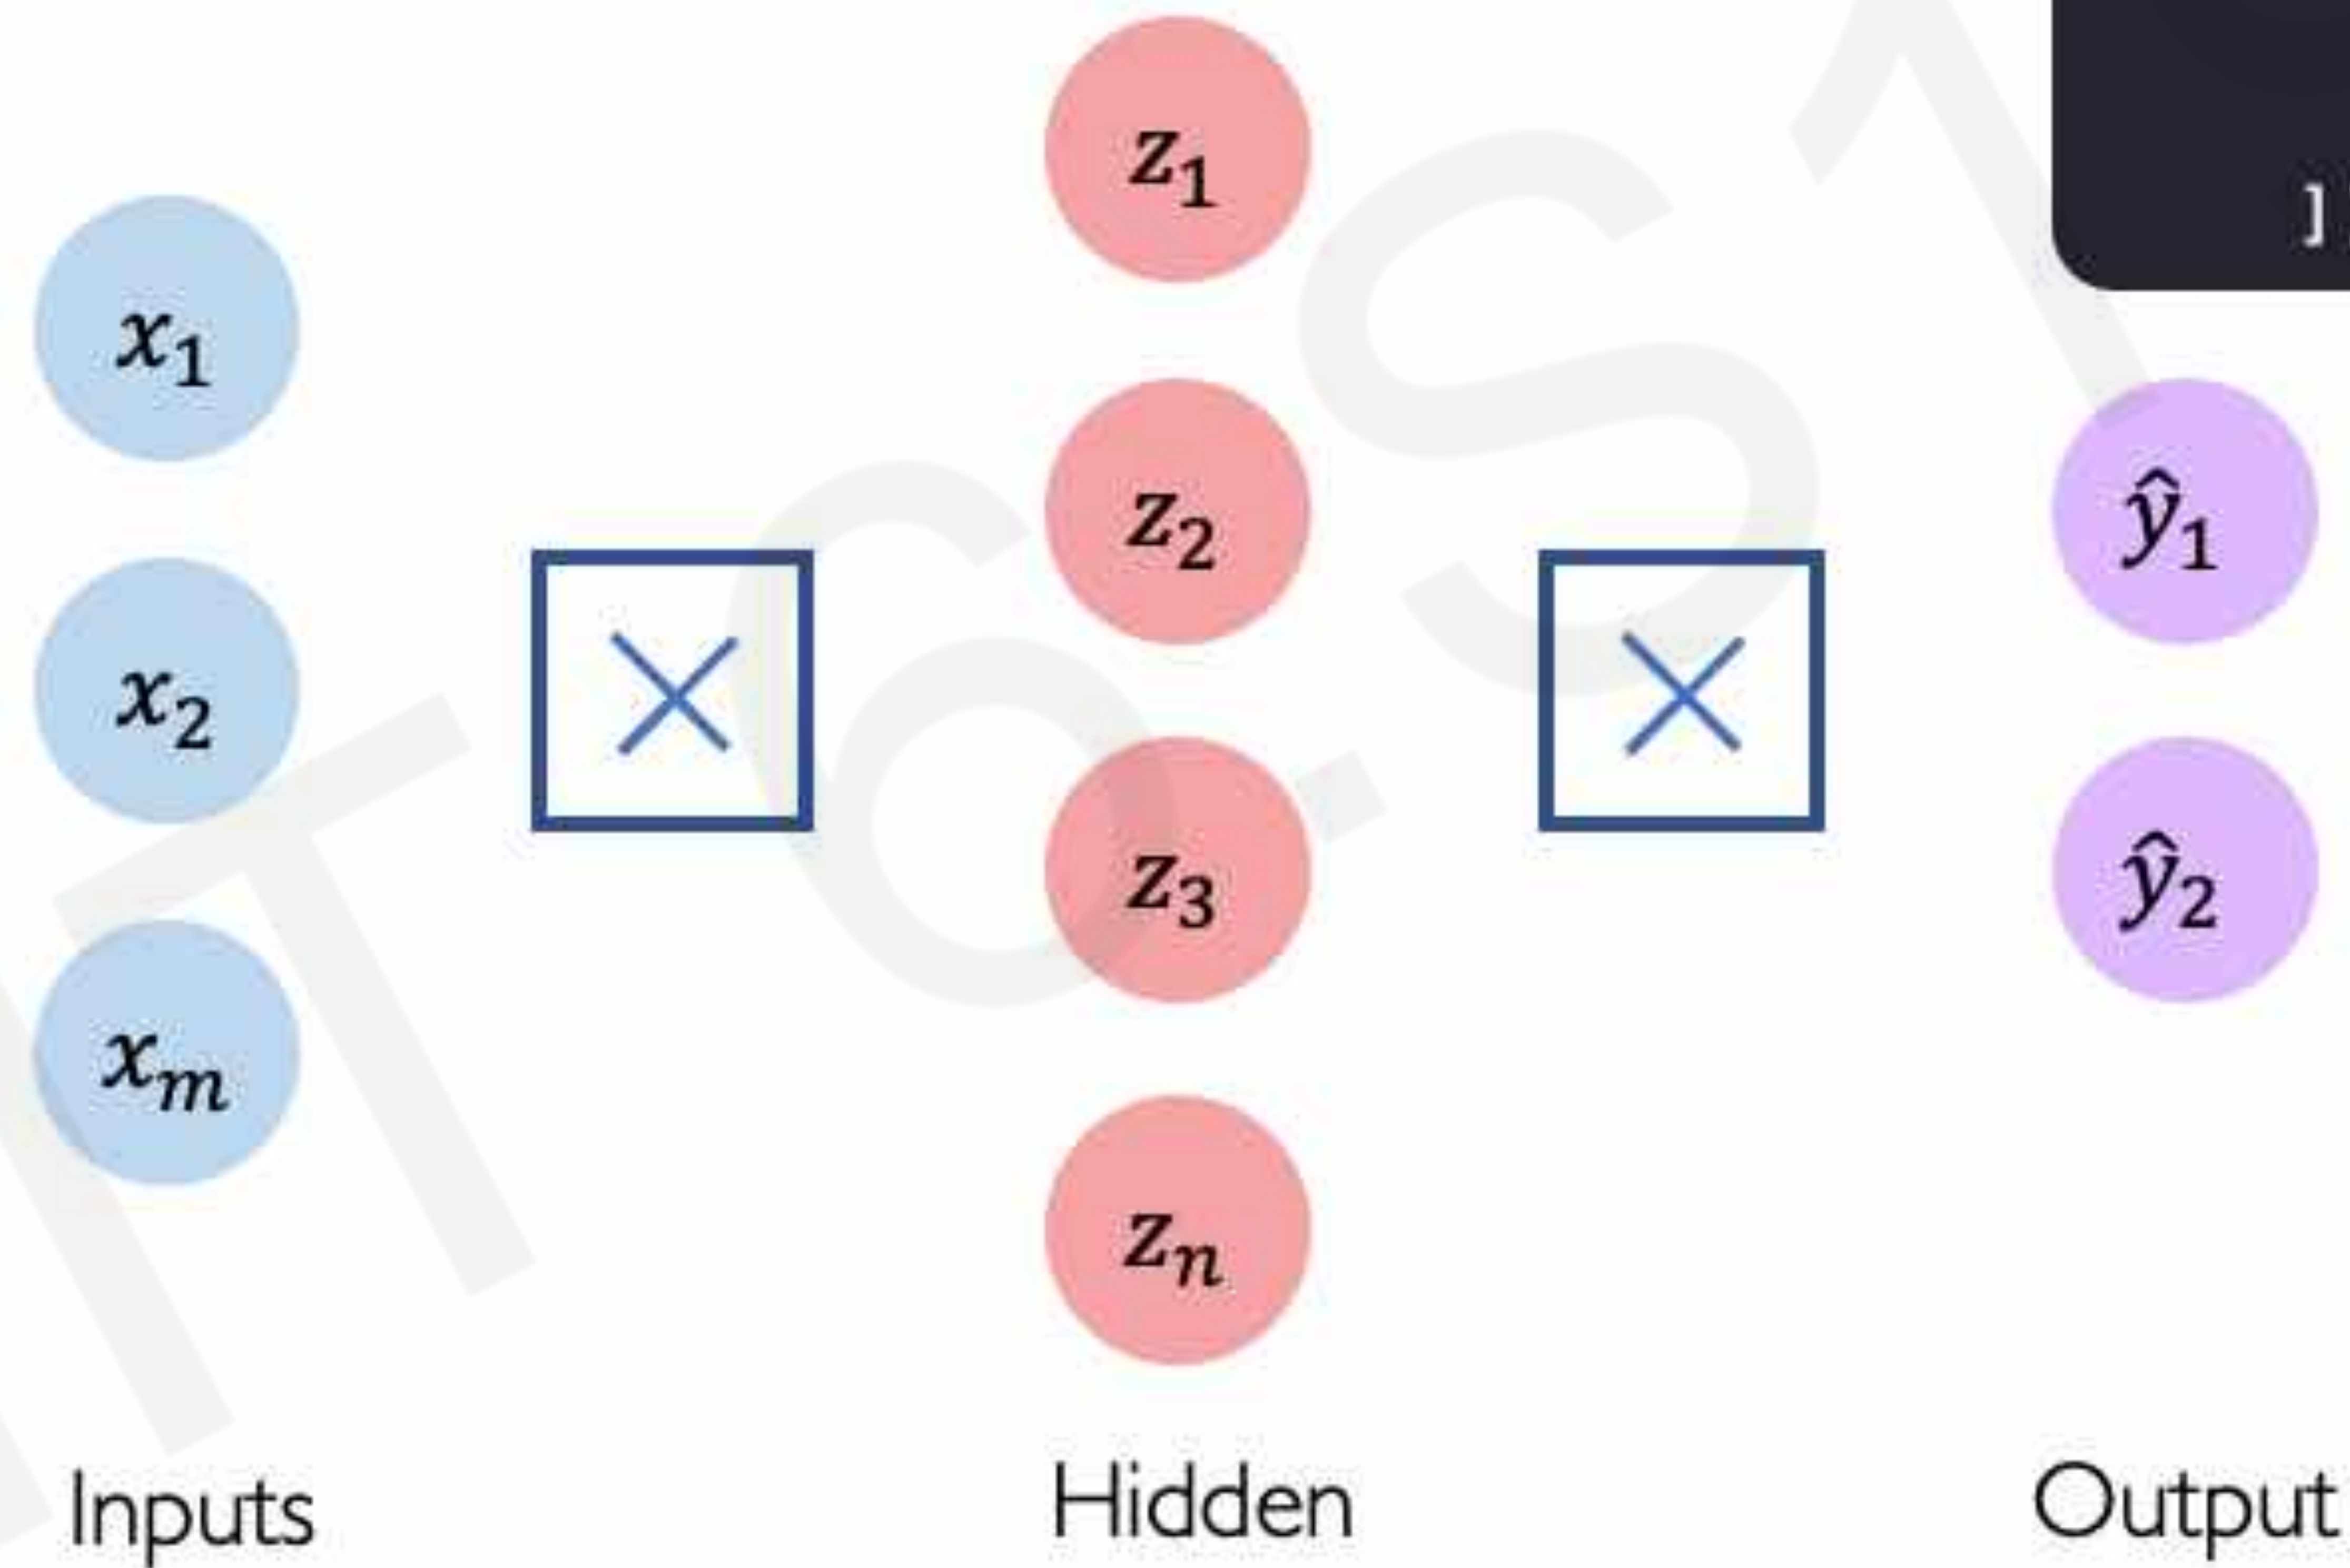 z₁
x₁
]
z₂
ŷ₁
x₂
z₃
ŷ₂
xₘ
zₙ
Inputs
Hidden
Output